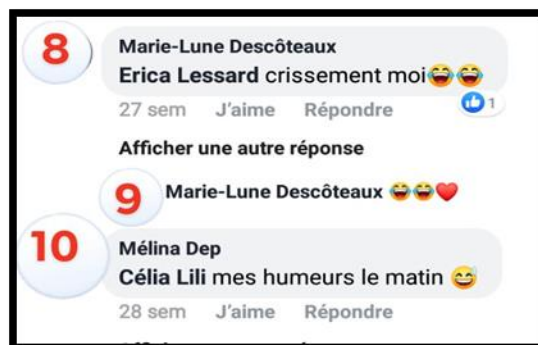 8
Marie-Lune Descôteaux
Erica Lessard crissement moi😂😂
27 sem J'aime Répondre 1
Afficher une autre réponse
9
Marie-Lune Descôteaux 😂😂❤️
10
Mélina Dep
Célia Lili mes humeurs le matin 😅
28 sem J'aime Répondre